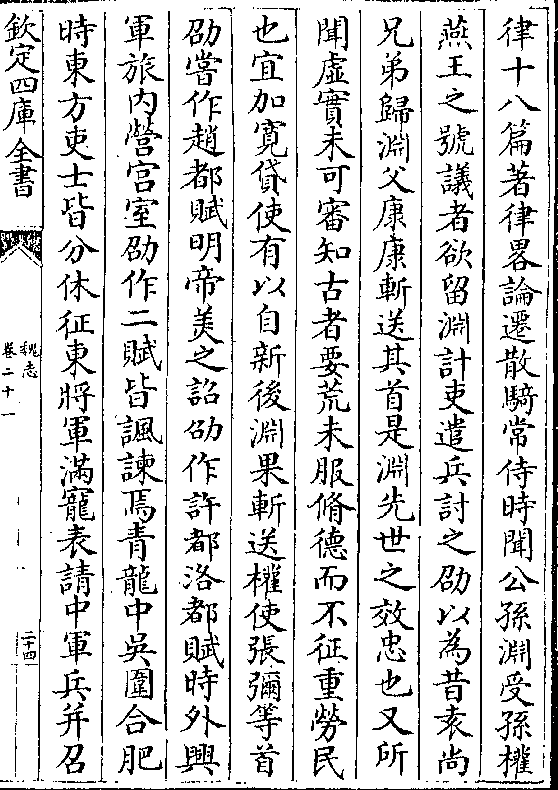 律十八篇著律畧論遷散騎常侍時聞公孫淵受孫權
燕王之號議者欲留淵計吏遣兵討之劭以為昔袁尚
兄弟歸淵父康康斬送其首是淵先世之效忠也又所
聞虛實未可審知古者要荒未服脩德而不征重勞民
也宜加寛貸使有以自新後淵果斬送權使張彌等首
劭嘗作趙都賦明帝美之詔劭作許都洛都賦時外興
軍旅内營宫室劭作二賦皆諷諫焉青龍中吳圍合肥
時東方吏士皆分休征東將軍滿寵表請中軍兵并召
欽定四庫全書
魏志
卷二十一
二十四